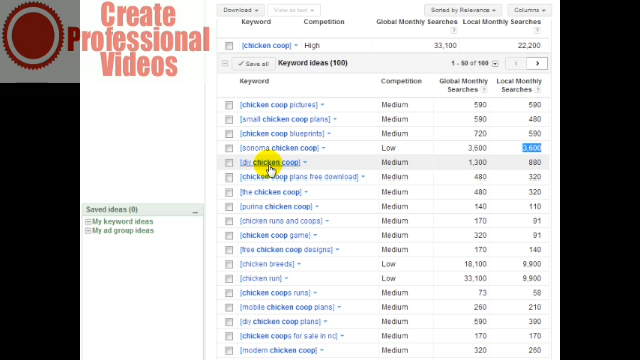 Create
Professional
Videos
Download
View as text
Sorted by Relevance
Columns
Keyword Competition Global Monthly Searches Local Monthly Searches
[chicken coop] High 33,100 22,200
Save all Keyword ideas (100) 1 - 50 of 100
Keyword Competition Global Monthly Searches Local Monthly Searches
[chicken coop pictures] Medium 590 590
[small chicken coop plans] Medium 590 480
[chicken coop blueprints] Medium 720 590
[sonoma chicken coop] Low 3,600 3,600
[diy chicken coop] Medium 1,300 880
[chicken coop plans free download] Medium 480 320
[the chicken coop] Medium 480 320
[purina chicken coop] Medium 140 110
[chicken runs and coops] Medium 170 91
[chicken coop game] Medium 320 91
[free chicken coop designs] Medium 170 140
[chicken breeds] Low 18,100 9,900
[chicken run] Low 33,100 9,900
[chicken coops runs] Medium 73 58
[mobile chicken coop plans] Medium 260 210
[diy chicken coop plans] Medium 590 390
[chicken coops for sale in nc] Medium 170 170
[modern chicken coop] Medium 320 260
Saved ideas (0)
My keyword ideas
My ad group ideas